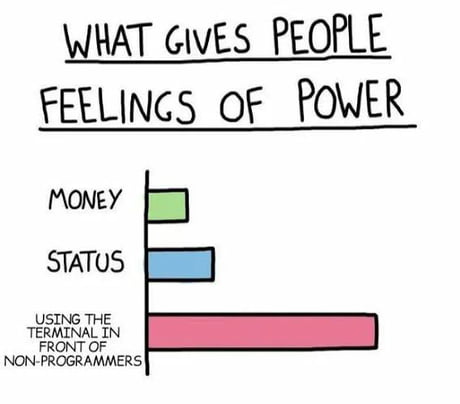 WHAT GIVES PEOPLE
FEELINGS OF POWER
MONEY
STATUS
USING THE
TERMINAL IN
FRONT OF
NON-PROGRAMMERS